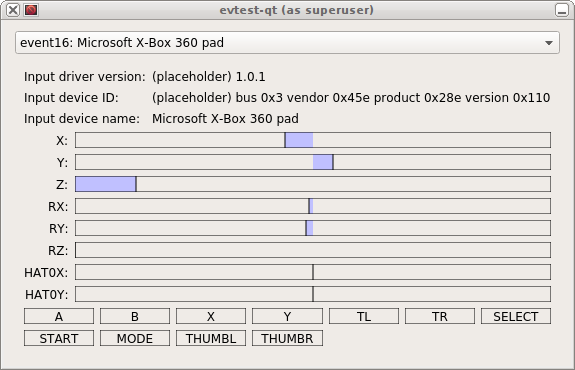 evtest-qt (as superuser)
event16: Microsoft X-Box 360 pad
Input driver version: (placeholder) 1.0.1
Input device ID: (placeholder) bus 0x3 vendor 0x45e product 0x28e version 0x110
Input device name: Microsoft X-Box 360 pad
X:
Y:
Z:
RX:
RY:
RZ:
HAT0X:
HAT0Y:
A B X Y TL TR SELECT
START MODE THUMBL THUMBR